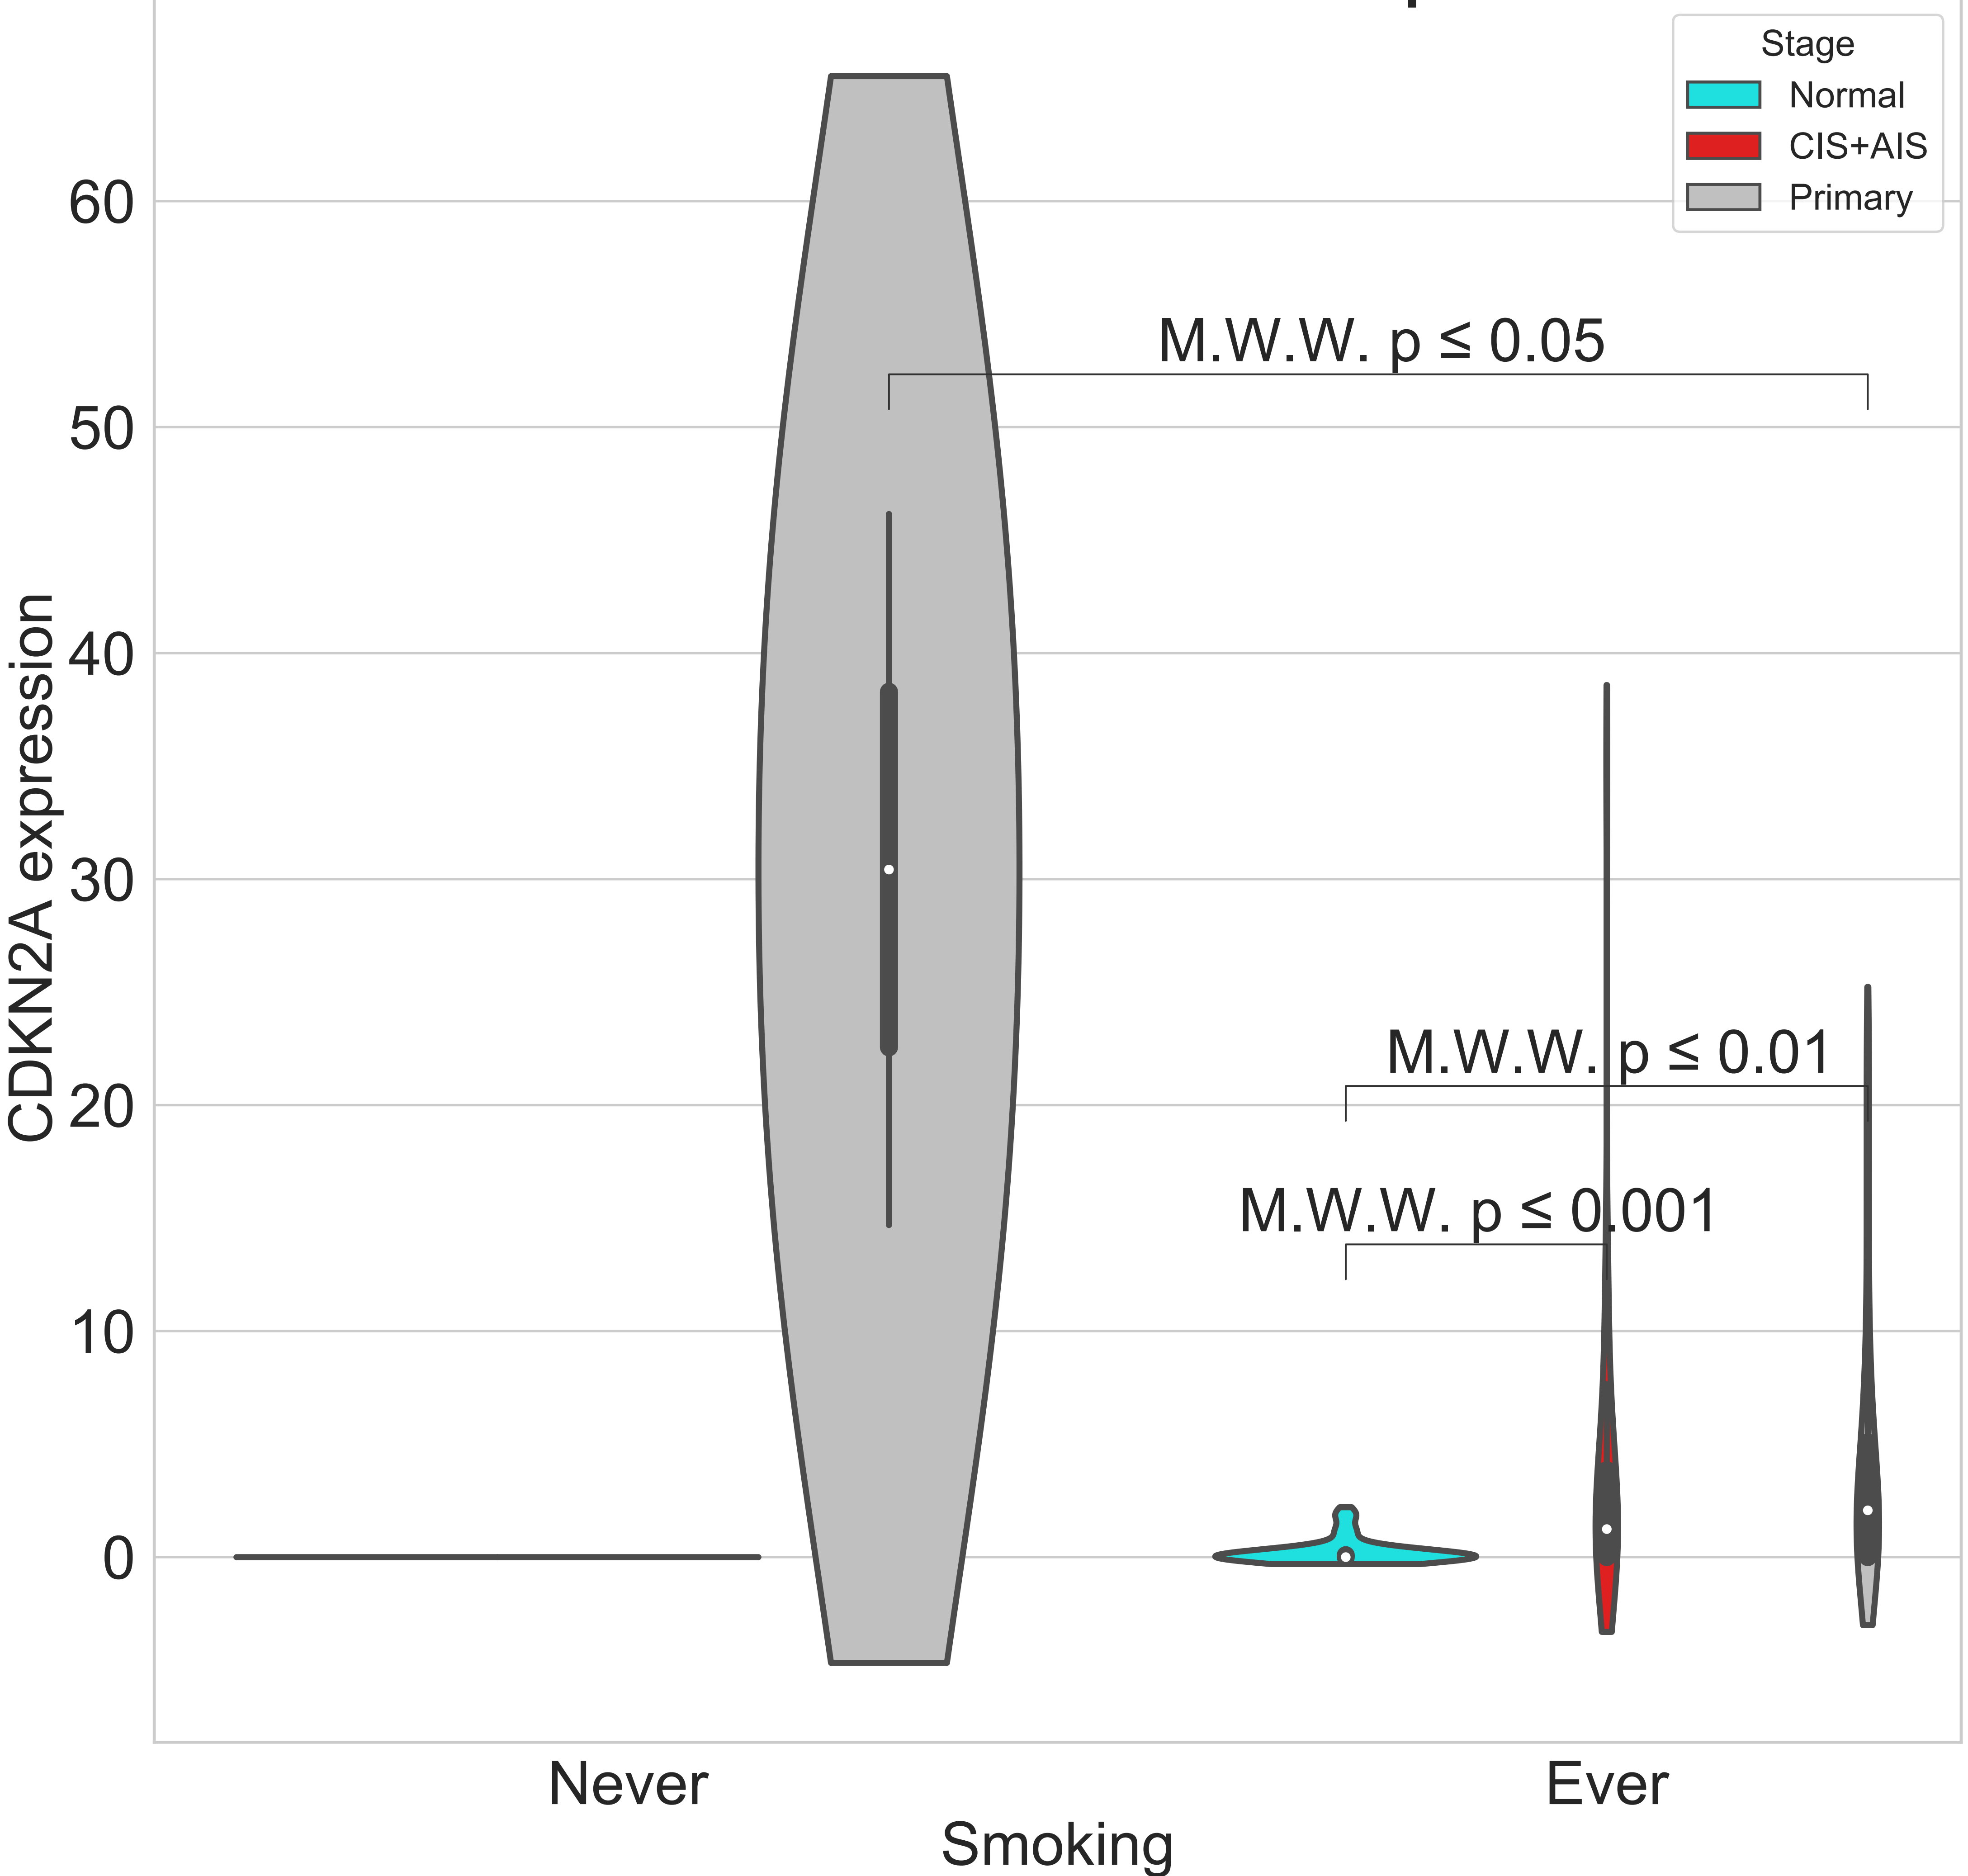 Stage
Normal
CIS+AIS
Primary
60
50
40
30
20
10
0
CDKN2A expression
M.W.W. p ≤ 0.05
M.W.W. p ≤ 0.01
M.W.W. p ≤ 0.001
Never
Ever
Smoking